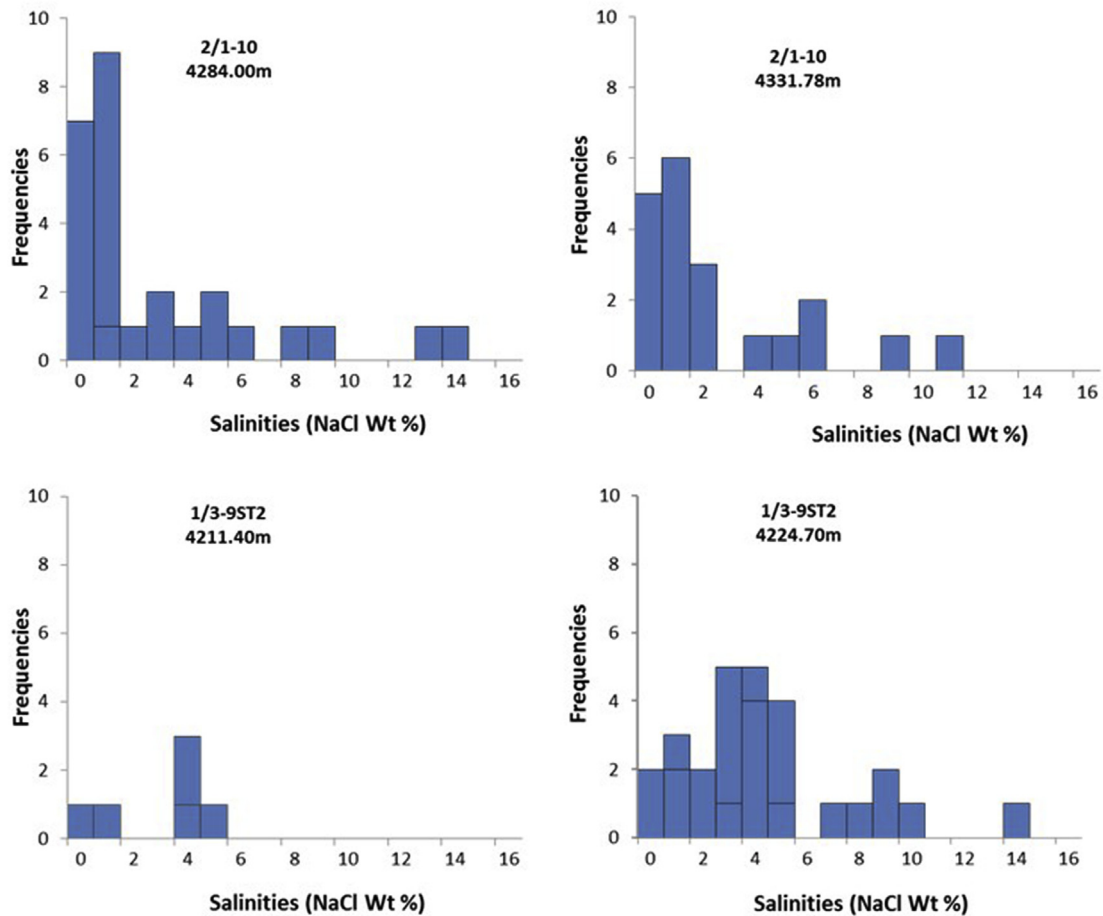 2/1-10
4284.00m
Frequencies
10
8
6
4
2
0
0 2 4 6 8 10 12 14 16
Salinities (NaCl Wt %)
2/1-10
4331.78m
Frequencies
10
8
6
4
2
0
0 2 4 6 8 10 12 14 16
Salinities (NaCl Wt %)
1/3-9ST2
4211.40m
Frequencies
10
8
6
4
2
0
0 2 4 6 8 10 12 14 16
Salinities (NaCl Wt %)
1/3-9ST2
4224.70m
Frequencies
10
8
6
4
2
0
0 2 4 6 8 10 12 14 16
Salinities (NaCl Wt %)